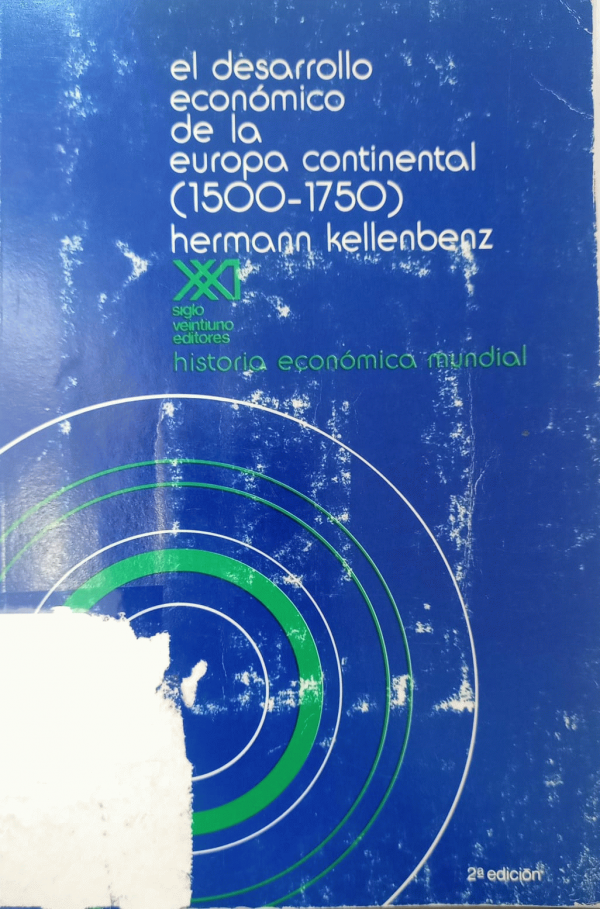 el desarrollo
económico
de la
europa continental
(1500-1750)
hermann kellenbenz
XXI
siglo
veintiuno
editores
historia económica mundial
2ª edición